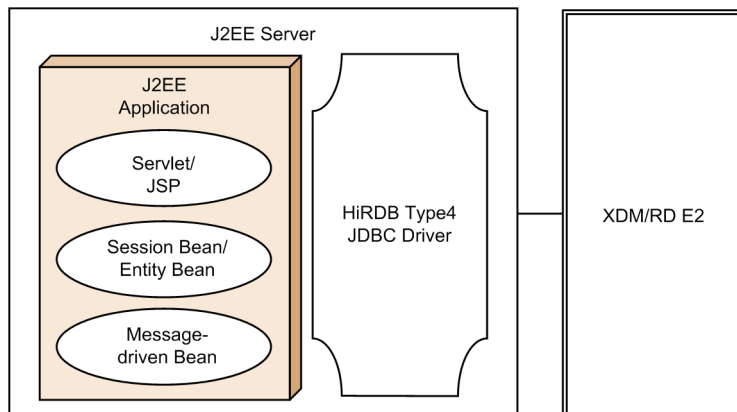 J2EE Server
J2EE
Application
Servlet/
JSP
Session Bean/
Entity Bean
Message-
driven Bean
HiRDB Type4
JDBC Driver
XDM/RD E2